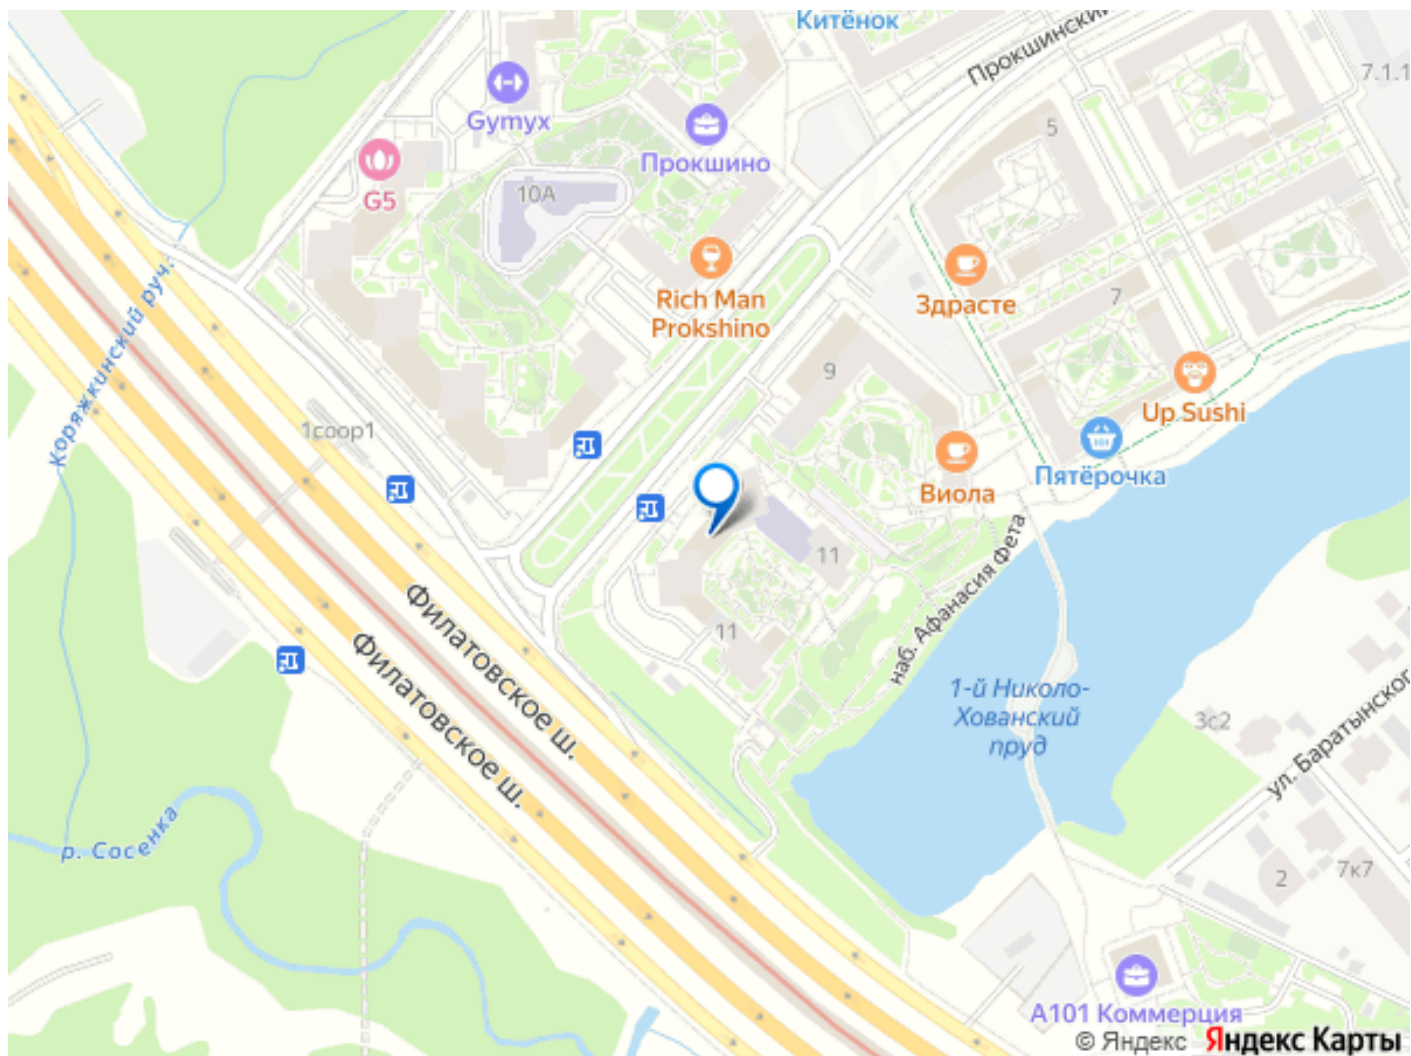 Китёнок
Прокшинский
7.1.1
Gymyx
5
Прокшино
G5
10А
Rich Man
Prokshino
Здрасте
7
Коряжкинский руч.
9
Up Sushi
1соор1
Пятёрочка
Виола
11
наб. Афанасия Фета
11
Филатовское ш.
Филатовское ш.
1-й Николо-
Хованский
пруд
3с2
ул. Баратынского
р. Сосенка
2
7к7
А101 Коммерция
© Яндекс Яндекс Карты